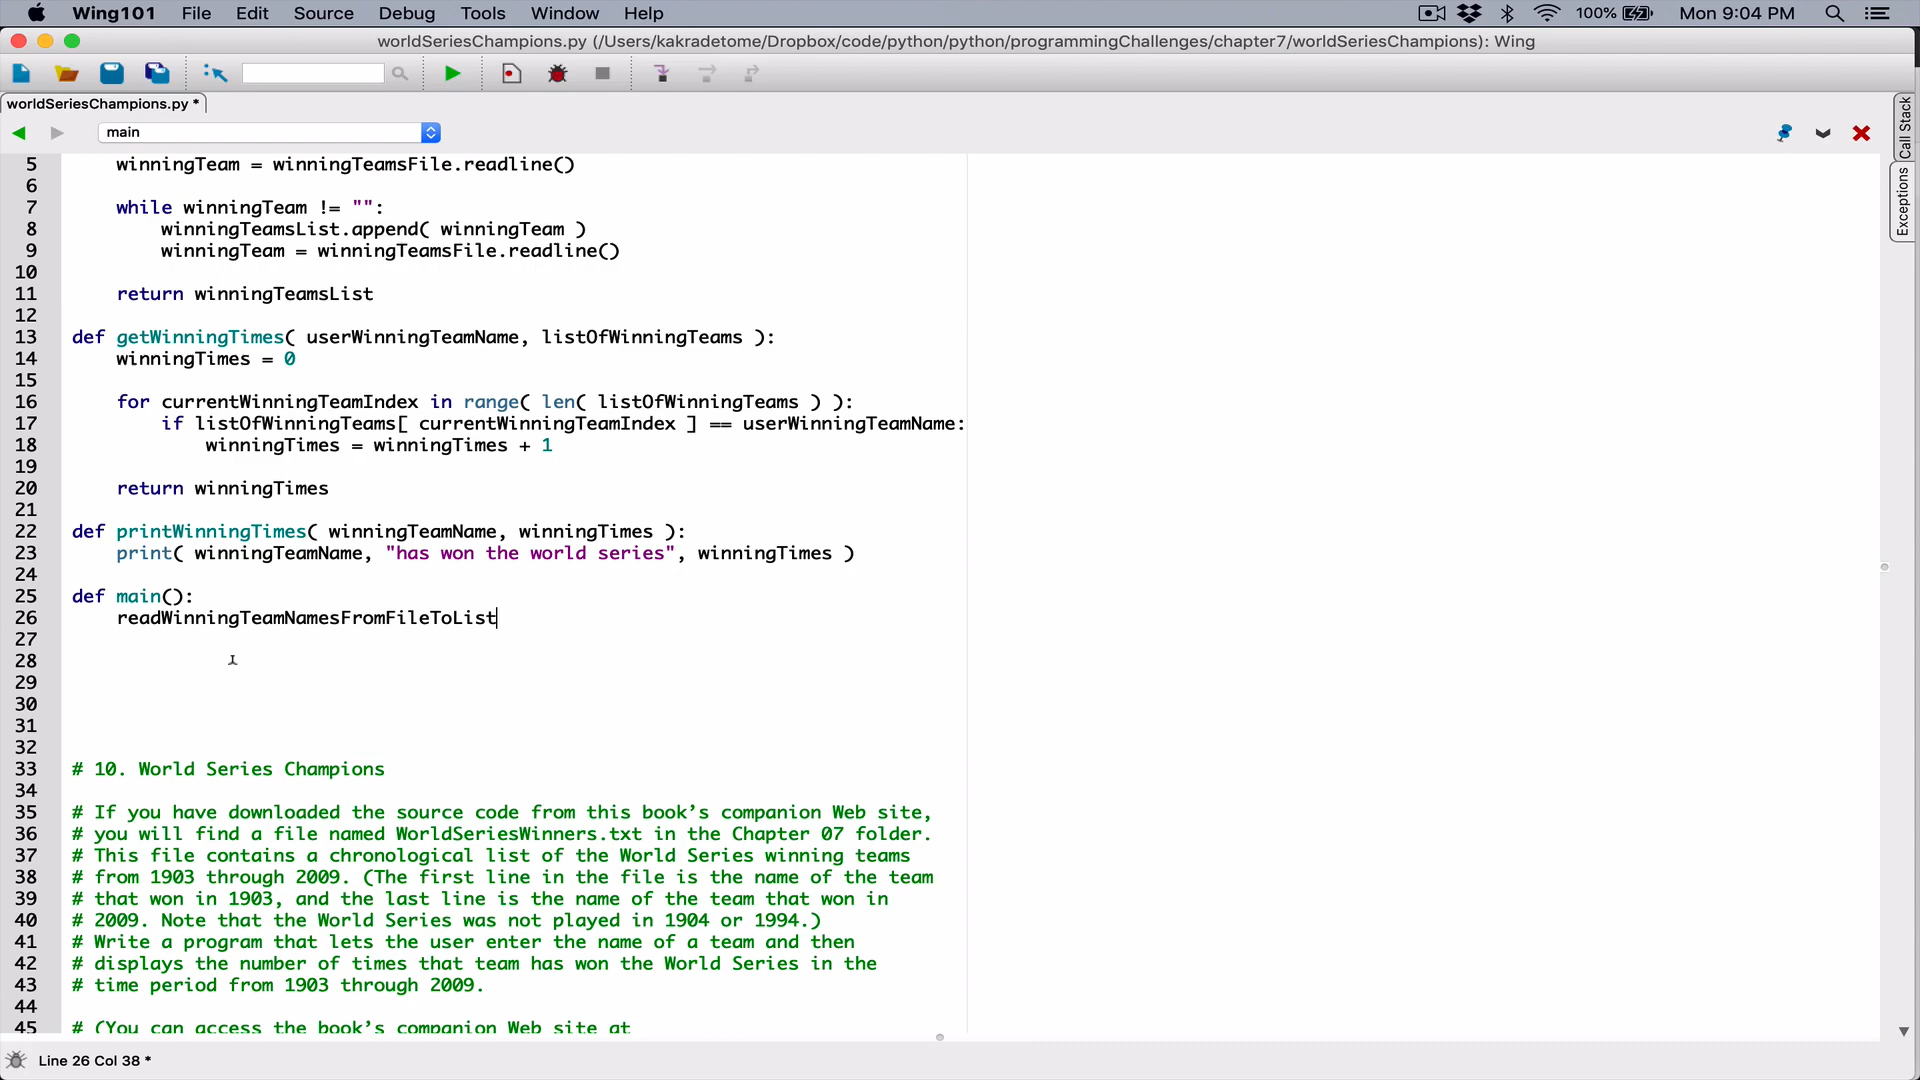 Wing101 File Edit Source Debug Tools Window Help 100% Mon 9:04 PM
worldSeriesChampions.py (/Users/kakradetome/Dropbox/code/python/python/programmingChallenges/chapter7/worldSeriesChampions): Wing
worldSeriesChampions.py *
main
Call Stack
Exceptions
5 winningTeam = winningTeamsFile.readline()
6
7 while winningTeam != "":
8 winningTeamsList.append( winningTeam )
9 winningTeam = winningTeamsFile.readline()
10
11 return winningTeamsList
12
13 def getWinningTimes( userWinningTeamName, listOfWinningTeams ):
14 winningTimes = 0
15
16 for currentWinningTeamIndex in range( len( listOfWinningTeams ) ):
17 if listOfWinningTeams[ currentWinningTeamIndex ] == userWinningTeamName:
18 winningTimes = winningTimes + 1
19
20 return winningTimes
21
22 def printWinningTimes( winningTeamName, winningTimes ):
23 print( winningTeamName, "has won the world series", winningTimes )
24
25 def main():
26 readWinningTeamNamesFromFileToList
27
28
29
30
31
32
33 # 10. World Series Champions
34
35 # If you have downloaded the source code from this book’s companion Web site,
36 # you will find a file named WorldSeriesWinners.txt in the Chapter 07 folder.
37 # This file contains a chronological list of the World Series winning teams
38 # from 1903 through 2009. (The first line in the file is the name of the team
39 # that won in 1903, and the last line is the name of the team that won in
40 # 2009. Note that the World Series was not played in 1904 or 1994.)
41 # Write a program that lets the user enter the name of a team and then
42 # displays the number of times that team has won the World Series in the
43 # time period from 1903 through 2009.
44
45 # (You can access the book’s companion Web site at
Line 26 Col 38 *